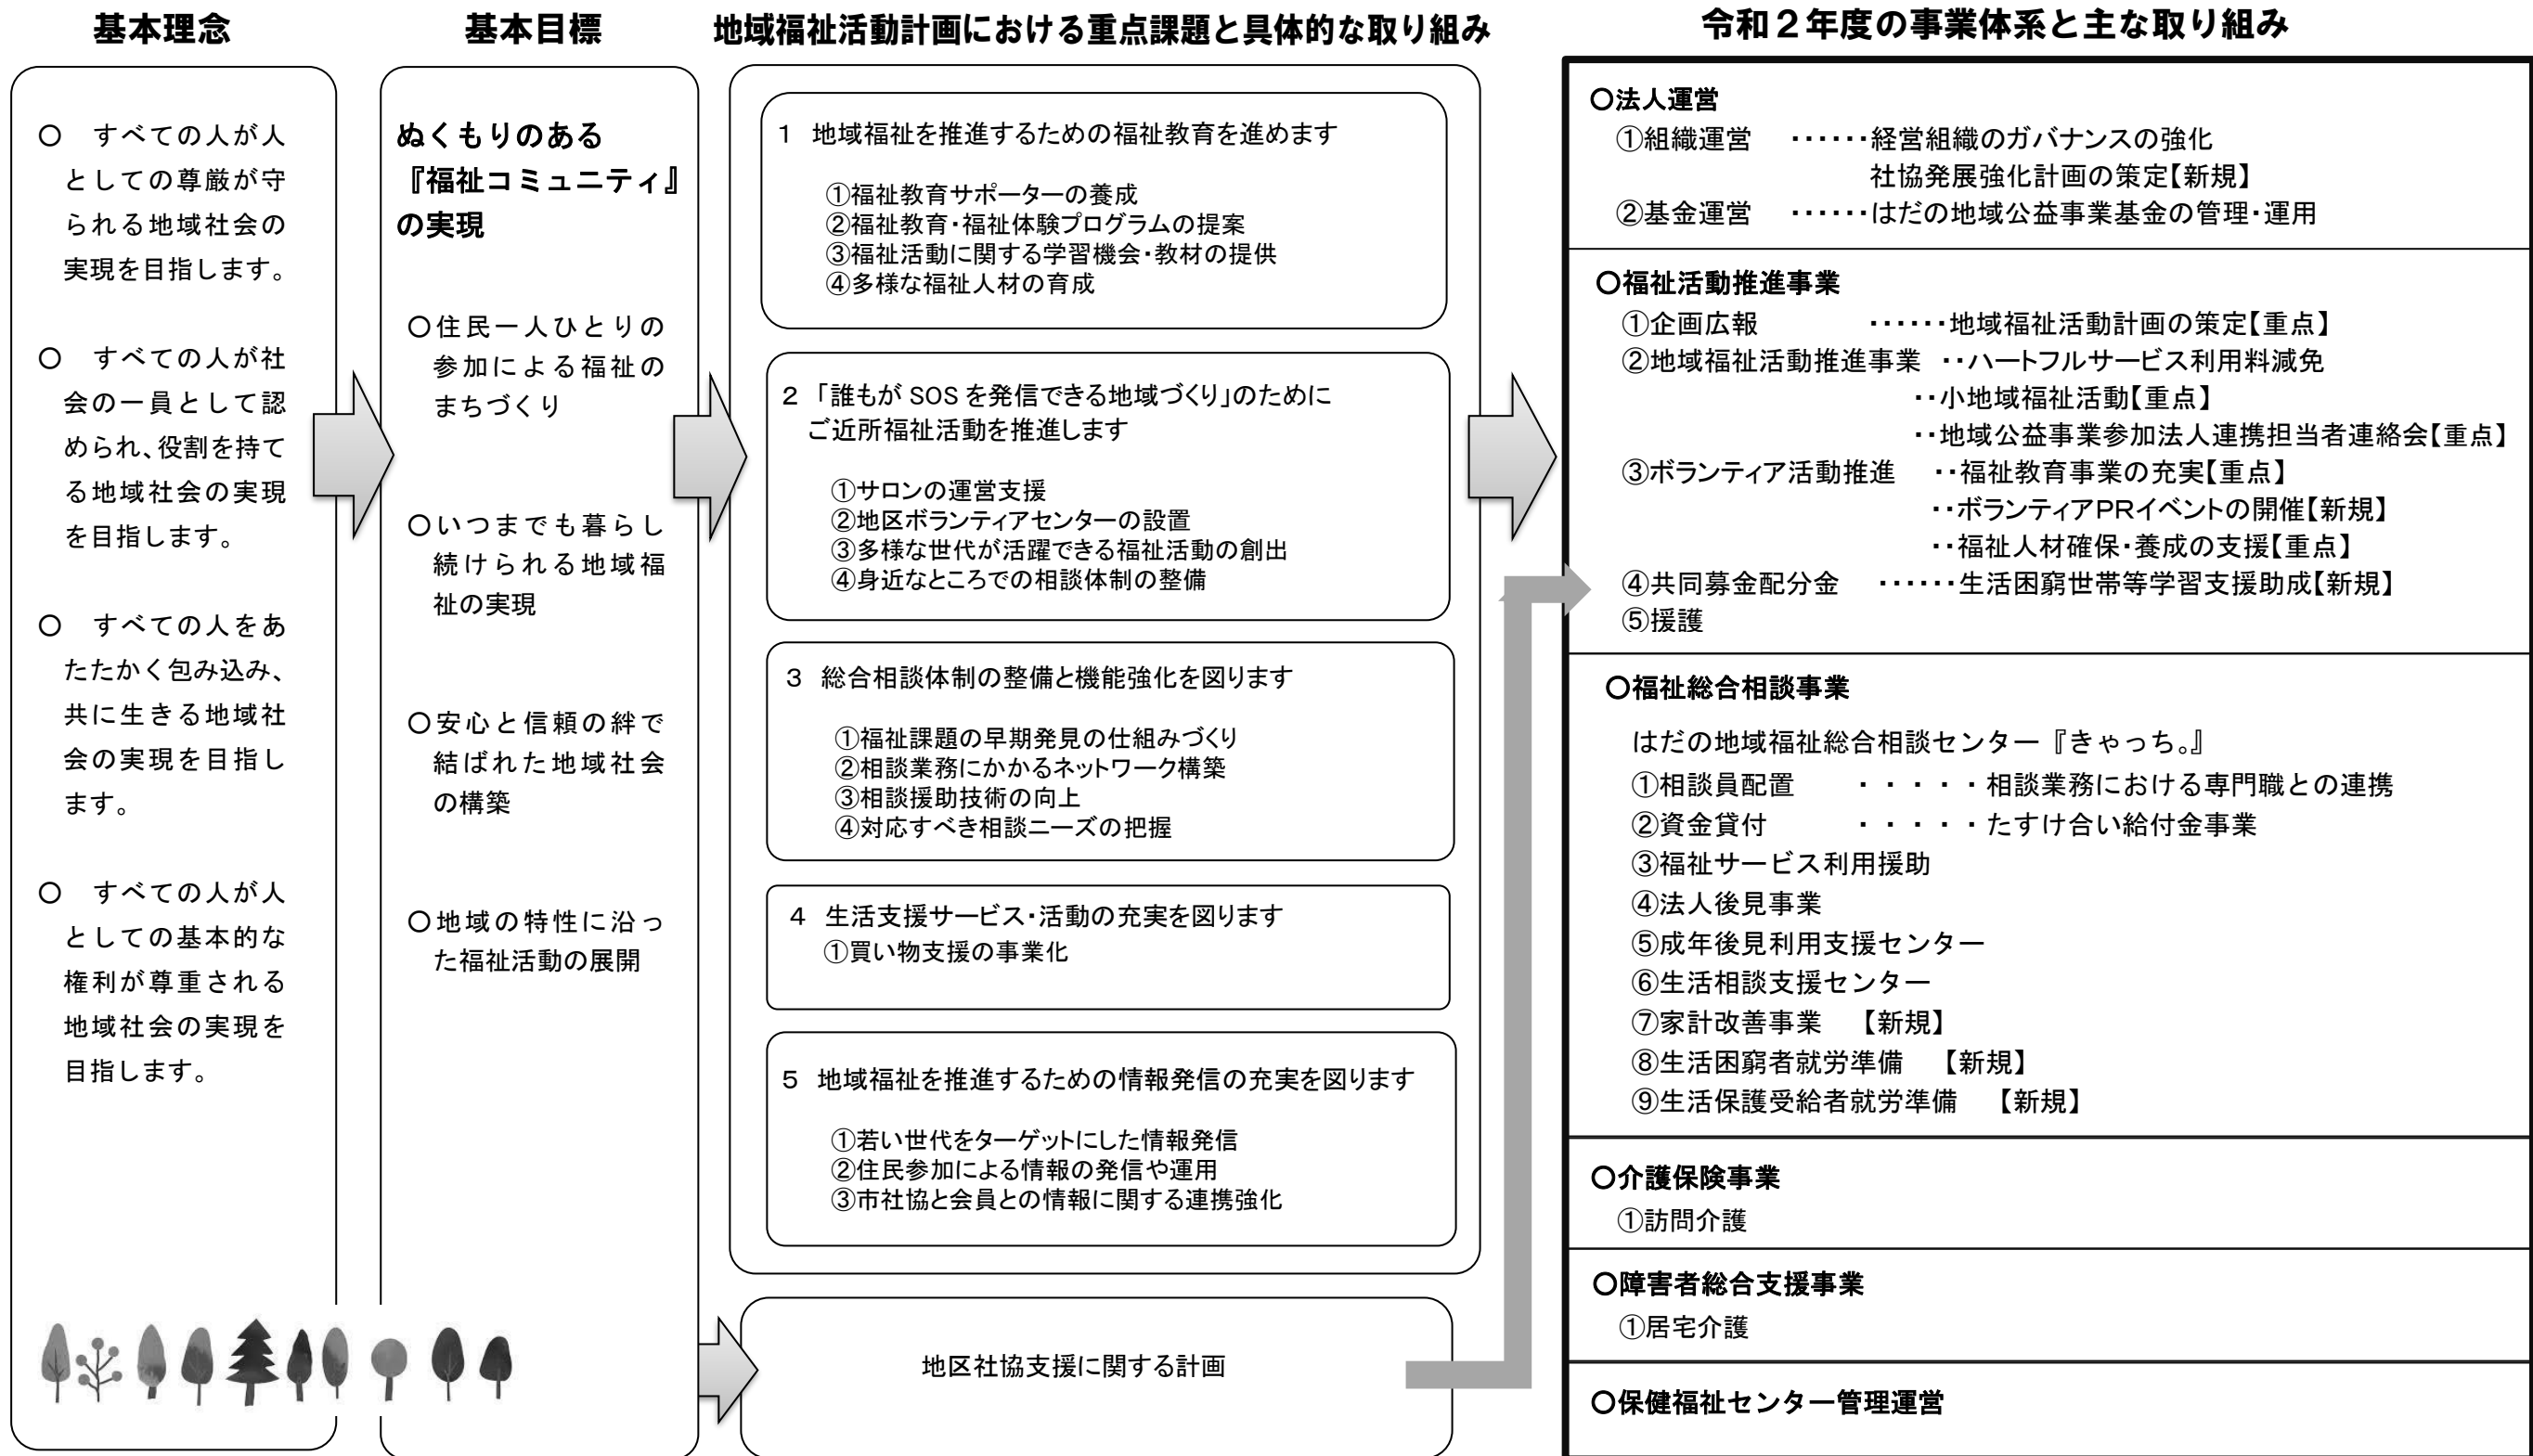 基本理念
○　すべての人が人
としての尊厳が守
られる地域社会の
実現を目指します。
○　すべての人が社
会の一員として認
められ、役割を持て
る地域社会の実現
を目指します。
○　すべての人をあ
たたかく包み込み、
共に生きる地域社
会の実現を目指し
ます。
○　すべての人が人
としての基本的な
権利が尊重される
地域社会の実現を
目指します。
基本目標
ぬくもりのある
『福祉コミュニティ』
の実現
○住民一人ひとりの
参加による福祉の
まちづくり
○いつまでも暮らし
続けられる地域福
祉の実現
○安心と信頼の絆で
結ばれた地域社会
の構築
○地域の特性に沿っ
た福祉活動の展開
地域福祉活動計画における重点課題と具体的な取り組み
１　地域福祉を推進するための福祉教育を進めます
①福祉教育サポーターの養成
②福祉教育・福祉体験プログラムの提案
③福祉活動に関する学習機会・教材の提供
④多様な福祉人材の育成
２　「誰もが SOS を発信できる地域づくり」のために
ご近所福祉活動を推進します
①サロンの運営支援
②地区ボランティアセンターの設置
③多様な世代が活躍できる福祉活動の創出
④身近なところでの相談体制の整備
３　総合相談体制の整備と機能強化を図ります
①福祉課題の早期発見の仕組みづくり
②相談業務にかかるネットワーク構築
③相談援助技術の向上
④対応すべき相談ニーズの把握
４　生活支援サービス・活動の充実を図ります
①買い物支援の事業化
５　地域福祉を推進するための情報発信の充実を図ります
①若い世代をターゲットにした情報発信
②住民参加による情報の発信や運用
③市社協と会員との情報に関する連携強化
地区社協支援に関する計画
令和２年度の事業体系と主な取り組み
○法人運営
①組織運営　・・・・・・経営組織のガバナンスの強化
社協発展強化計画の策定【新規】
②基金運営　・・・・・・はだの地域公益事業基金の管理・運用
○福祉活動推進事業
①企画広報　・・・・・・地域福祉活動計画の策定【重点】
②地域福祉活動推進事業　・・ハートフルサービス利用料減免
・・小地域福祉活動【重点】
・・地域公益事業参加法人連携担当者連絡会【重点】
③ボランティア活動推進　・・福祉教育事業の充実【重点】
・・ボランティアPRイベントの開催【新規】
・・福祉人材確保・養成の支援【重点】
④共同募金配分金　・・・・・・生活困窮世帯等学習支援助成【新規】
⑤援護
○福祉総合相談事業
はだの地域福祉総合相談センター『きゃっち。』
①相談員配置　・・・・・相談業務における専門職との連携
②資金貸付　・・・・・たすけ合い給付金事業
③福祉サービス利用援助
④法人後見事業
⑤成年後見利用支援センター
⑥生活相談支援センター
⑦家計改善事業　【新規】
⑧生活困窮者就労準備　【新規】
⑨生活保護受給者就労準備　【新規】
○介護保険事業
①訪問介護
○障害者総合支援事業
①居宅介護
○保健福祉センター管理運営